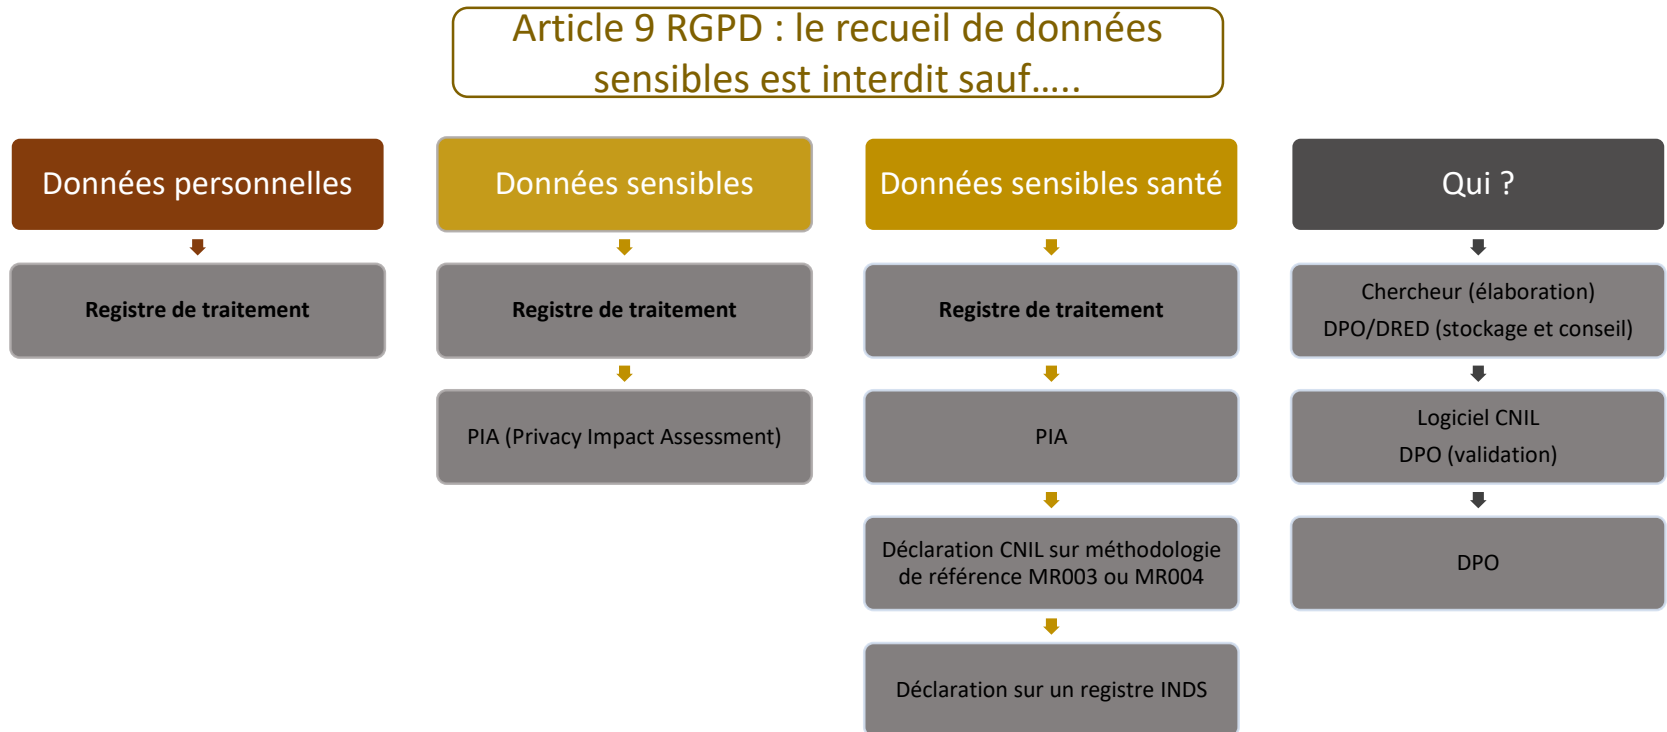 Article 9 RGPD : le recueil de données
sensibles est interdit sauf…..
Données personnelles
Registre de traitement
Données sensibles
Registre de traitement
PIA (Privacy Impact Assessment)
Données sensibles santé
Registre de traitement
PIA
Déclaration CNIL sur méthodologie
de référence MR003 ou MR004
Déclaration sur un registre INDS
Qui ?
Chercheur (élaboration)
DPO/DRED (stockage et conseil)
Logiciel CNIL
DPO (validation)
DPO